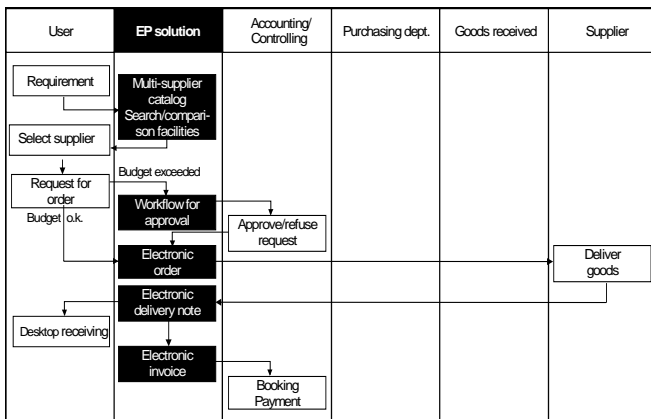 User
EP solution
Accounting/
Controlling
Purchasing dept.
Goods received
Supplier
Requirement
Multi-supplier
catalog
Search/compari-
son facilities
Select supplier
Budget exceeded
Request for
order
Workflow for
approval
Budget o.k.
Approve/refuse
request
Electronic
order
Deliver
goods
Electronic
delivery note
Desktop receiving
Electronic
invoice
Booking
Payment